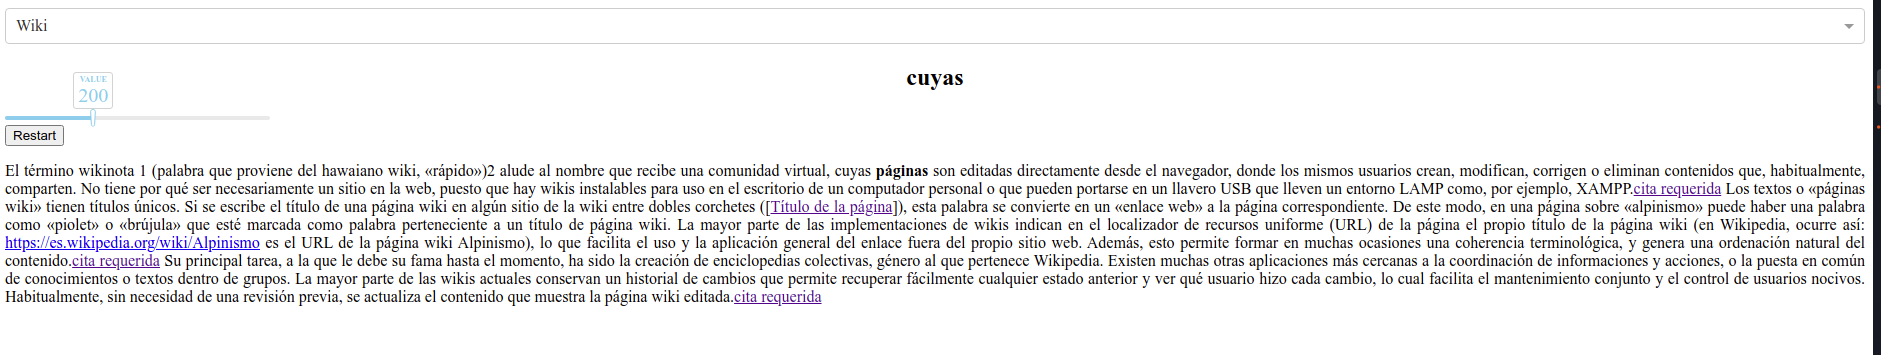 Wiki
VALUE
200
cuyas
Restart
El término wikinota 1 (palabra que proviene del hawaiano wiki, «rápido»)2 alude al nombre que recibe una comunidad virtual, cuyas páginas son editadas directamente desde el navegador, donde los mismos usuarios crean, modifican, corrigen o eliminan contenidos que, habitualmente,
comparten. No tiene por qué ser necesariamente un sitio en la web, puesto que hay wikis instalables para uso en el escritorio de un computador personal o que pueden portarse en un llavero USB que lleven un entorno LAMP como, por ejemplo, XAMPP.cita requerida Los textos o «páginas
wiki» tienen títulos únicos. Si se escribe el título de una página wiki en algún sitio de la wiki entre dobles corchetes ([Título de la página]), esta palabra se convierte en un «enlace web» a la página correspondiente. De este modo, en una página sobre «alpinismo» puede haber una palabra
como «piolet» o «brújula» que esté marcada como palabra perteneciente a un título de página wiki. La mayor parte de las implementaciones de wikis indican en el localizador de recursos uniforme (URL) de la página el propio título de la página wiki (en Wikipedia, ocurre así:
https://es.wikipedia.org/wiki/Alpinismo es el URL de la página wiki Alpinismo), lo que facilita el uso y la aplicación general del enlace fuera del propio sitio web. Además, esto permite formar en muchas ocasiones una coherencia terminológica, y genera una ordenación natural del
contenido.cita requerida Su principal tarea, a la que le debe su fama hasta el momento, ha sido la creación de enciclopedias colectivas, género al que pertenece Wikipedia. Existen muchas otras aplicaciones más cercanas a la coordinación de informaciones y acciones, o la puesta en común
de conocimientos o textos dentro de grupos. La mayor parte de las wikis actuales conservan un historial de cambios que permite recuperar fácilmente cualquier estado anterior y ver qué usuario hizo cada cambio, lo cual facilita el mantenimiento conjunto y el control de usuarios nocivos.
Habitualmente, sin necesidad de una revisión previa, se actualiza el contenido que muestra la página wiki editada.cita requerida